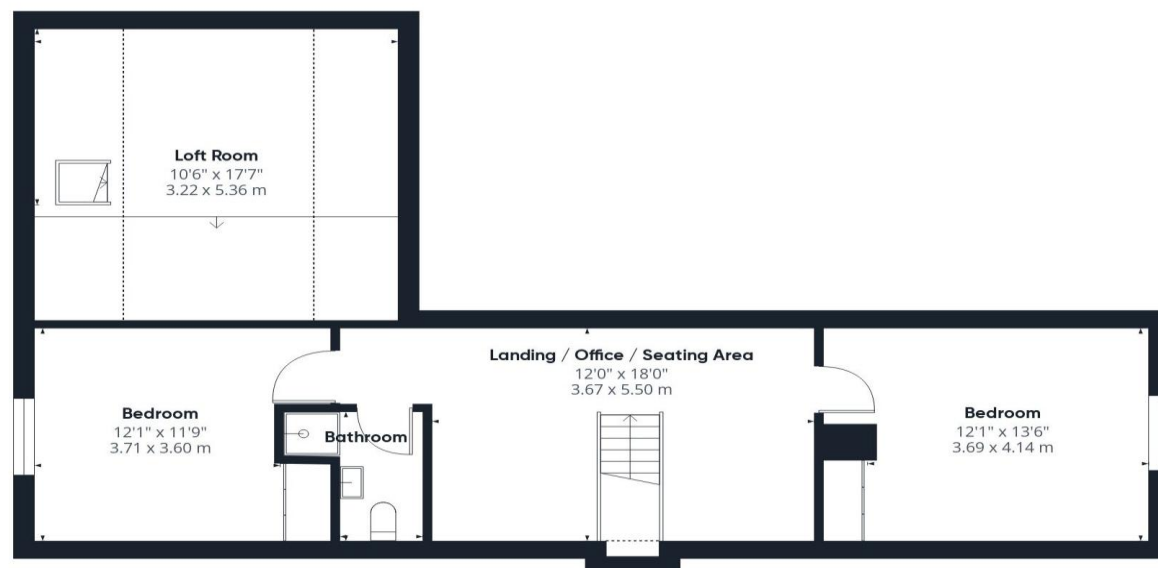 Loft Room
10'6" x 17'7"
3.22 x 5.36 m
Landing / Office / Seating Area
12'0" x 18'0"
3.67 x 5.50 m
Bedroom
12'1" x 11'9"
3.71 x 3.60 m
Bathroom
Bedroom
12'1" x 13'6"
3.69 x 4.14 m